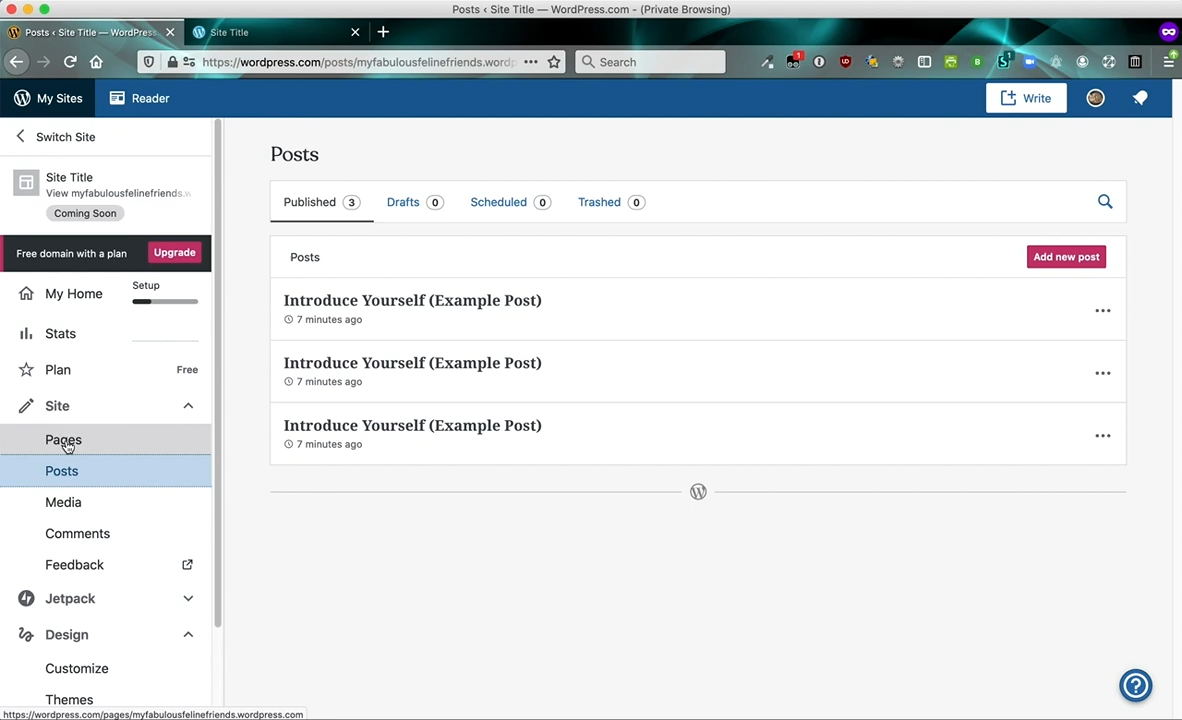 Posts ‹ Site Title — WordPress.com - (Private Browsing)
Posts ‹ Site Title — WordPress
Site Title
https://wordpress.com/posts/myfabulousfelinefriends.wordp
Search
My Sites
Reader
Write
Switch Site
Site Title
View myfabulousfelinefriends.w
Coming Soon
Free domain with a plan
Upgrade
My Home
Setup
Stats
Plan
Free
Site
Pages
Posts
Media
Comments
Feedback
Jetpack
Design
Customize
Themes
Posts
Published 3
Drafts 0
Scheduled 0
Trashed 0
Posts
Add new post
Introduce Yourself (Example Post)
7 minutes ago
Introduce Yourself (Example Post)
7 minutes ago
Introduce Yourself (Example Post)
7 minutes ago
https://wordpress.com/pages/myfabulousfelinefriends.wordpress.com